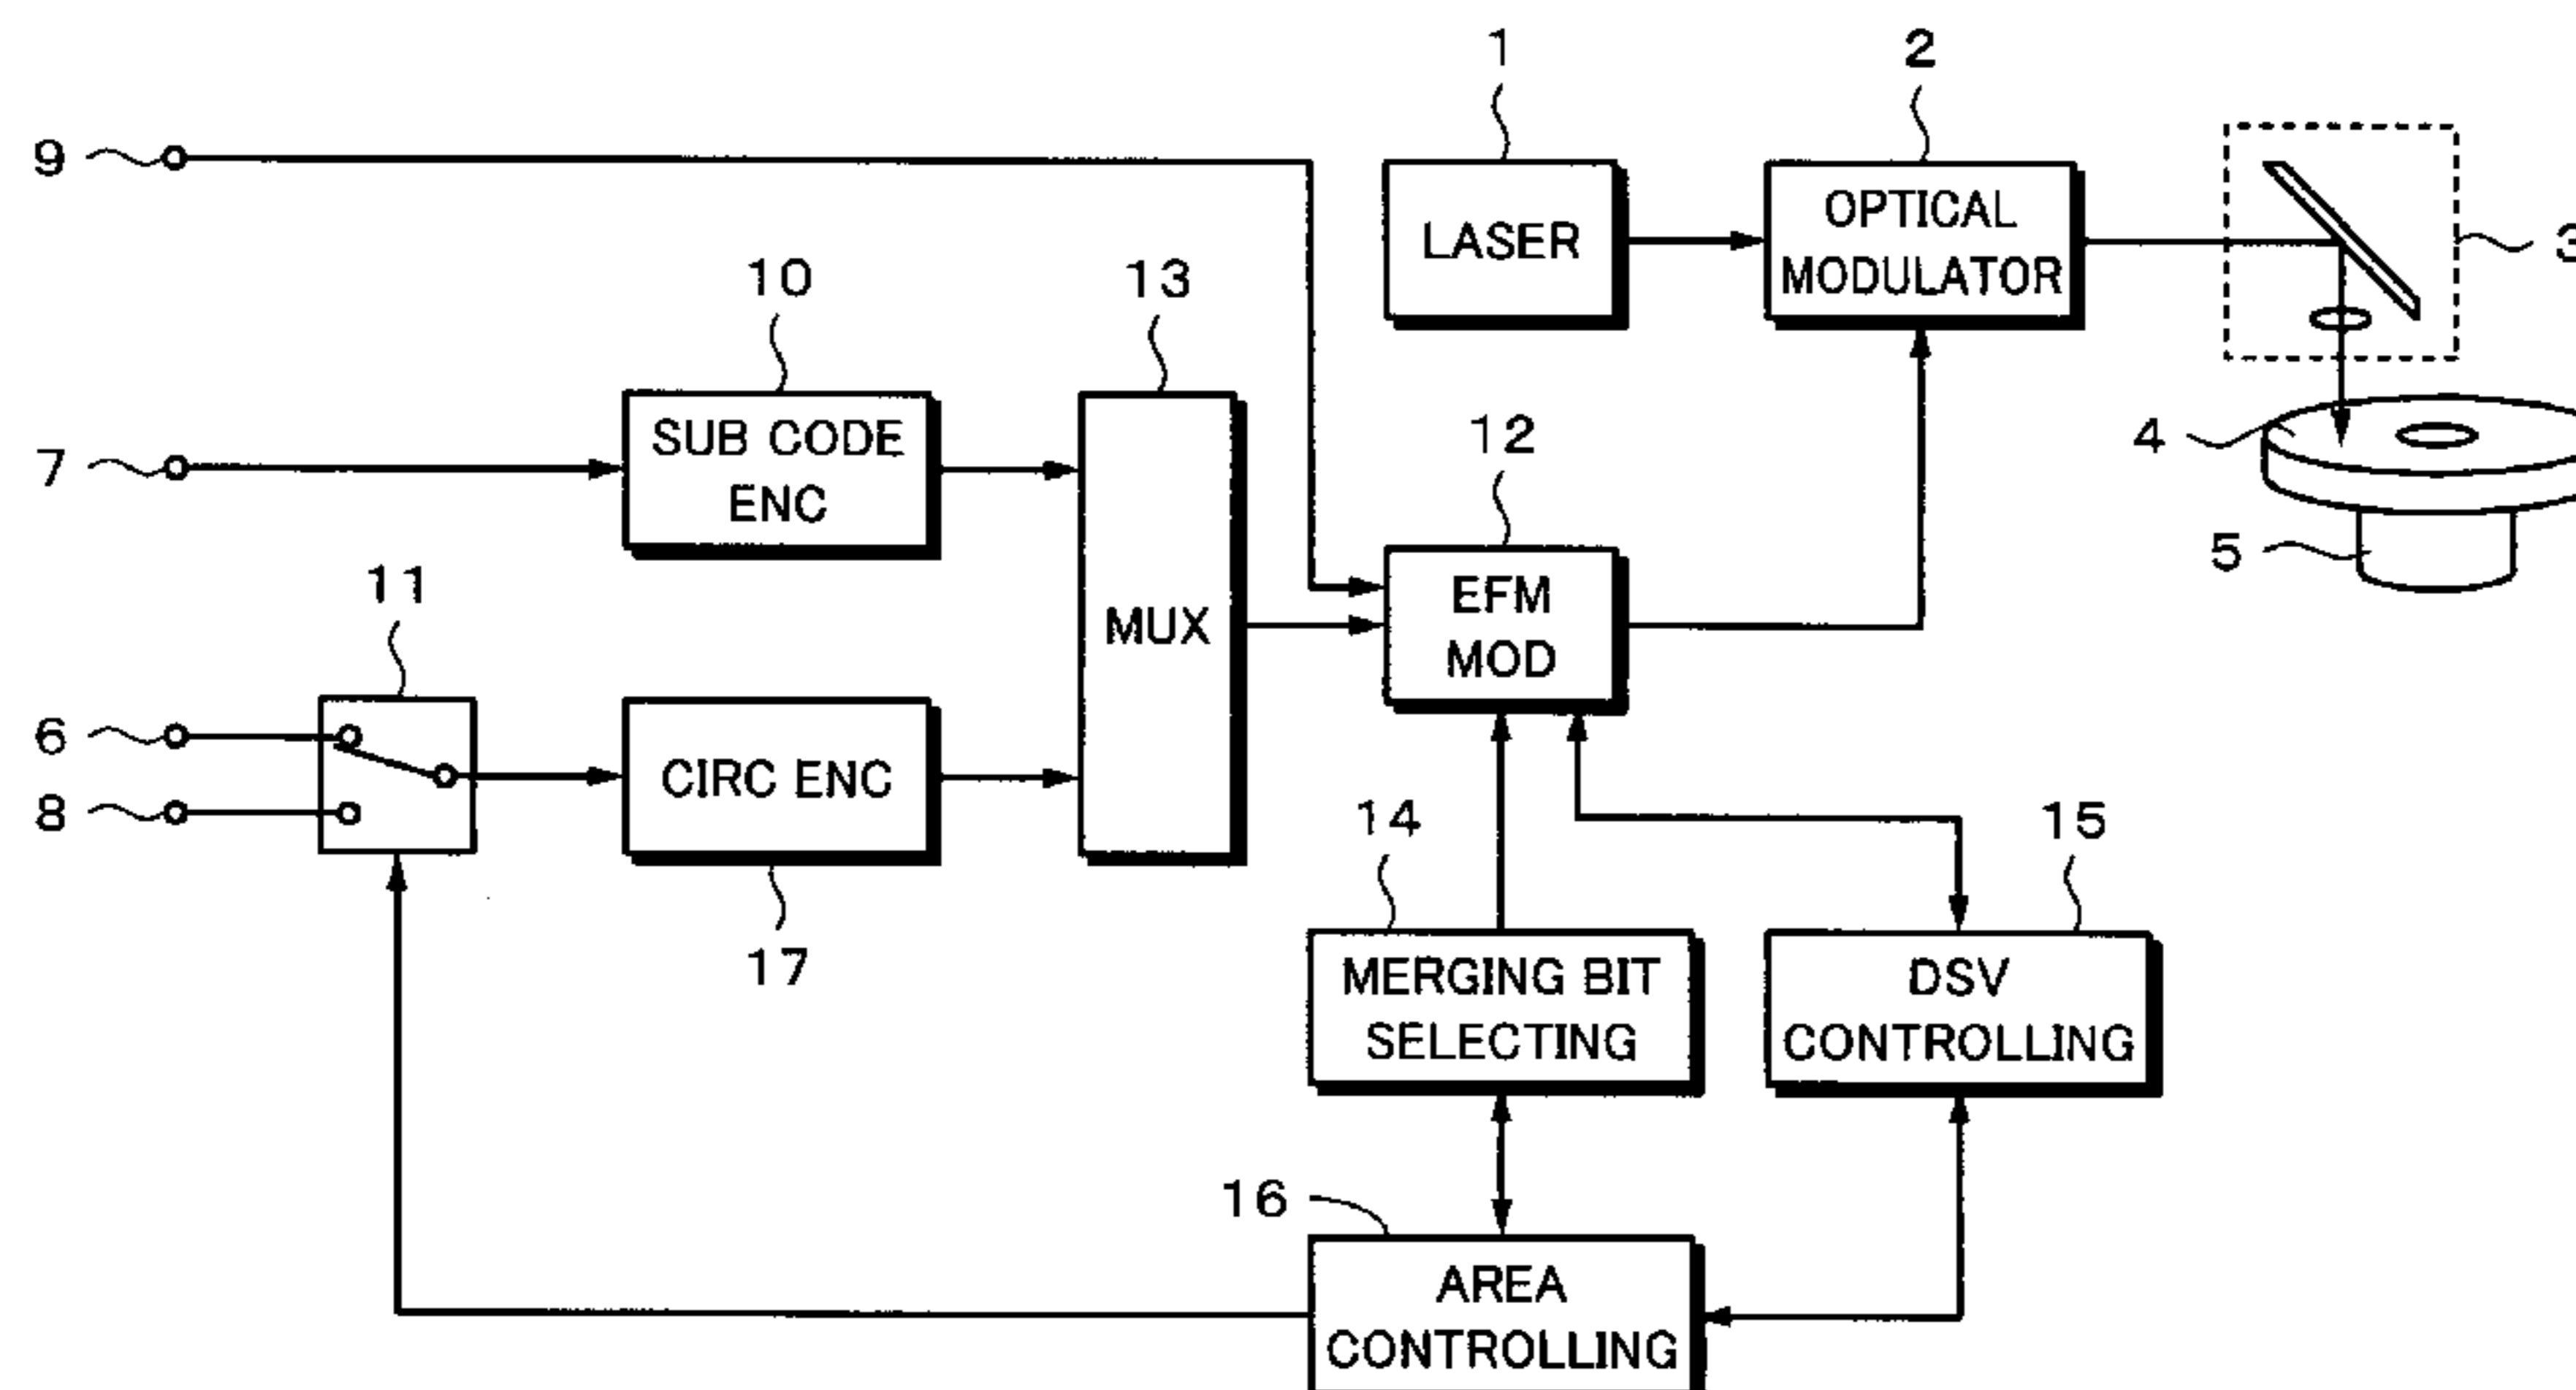 1
2
9
LASER
OPTICAL
MODULATOR
3
10
13
7
SUB CODE
ENC
12
4
5
11
MUX
EFM
MOD
6
8
CIRC ENC
14
15
17
MERGING BIT
SELECTING
DSV
CONTROLLING
16
AREA
CONTROLLING